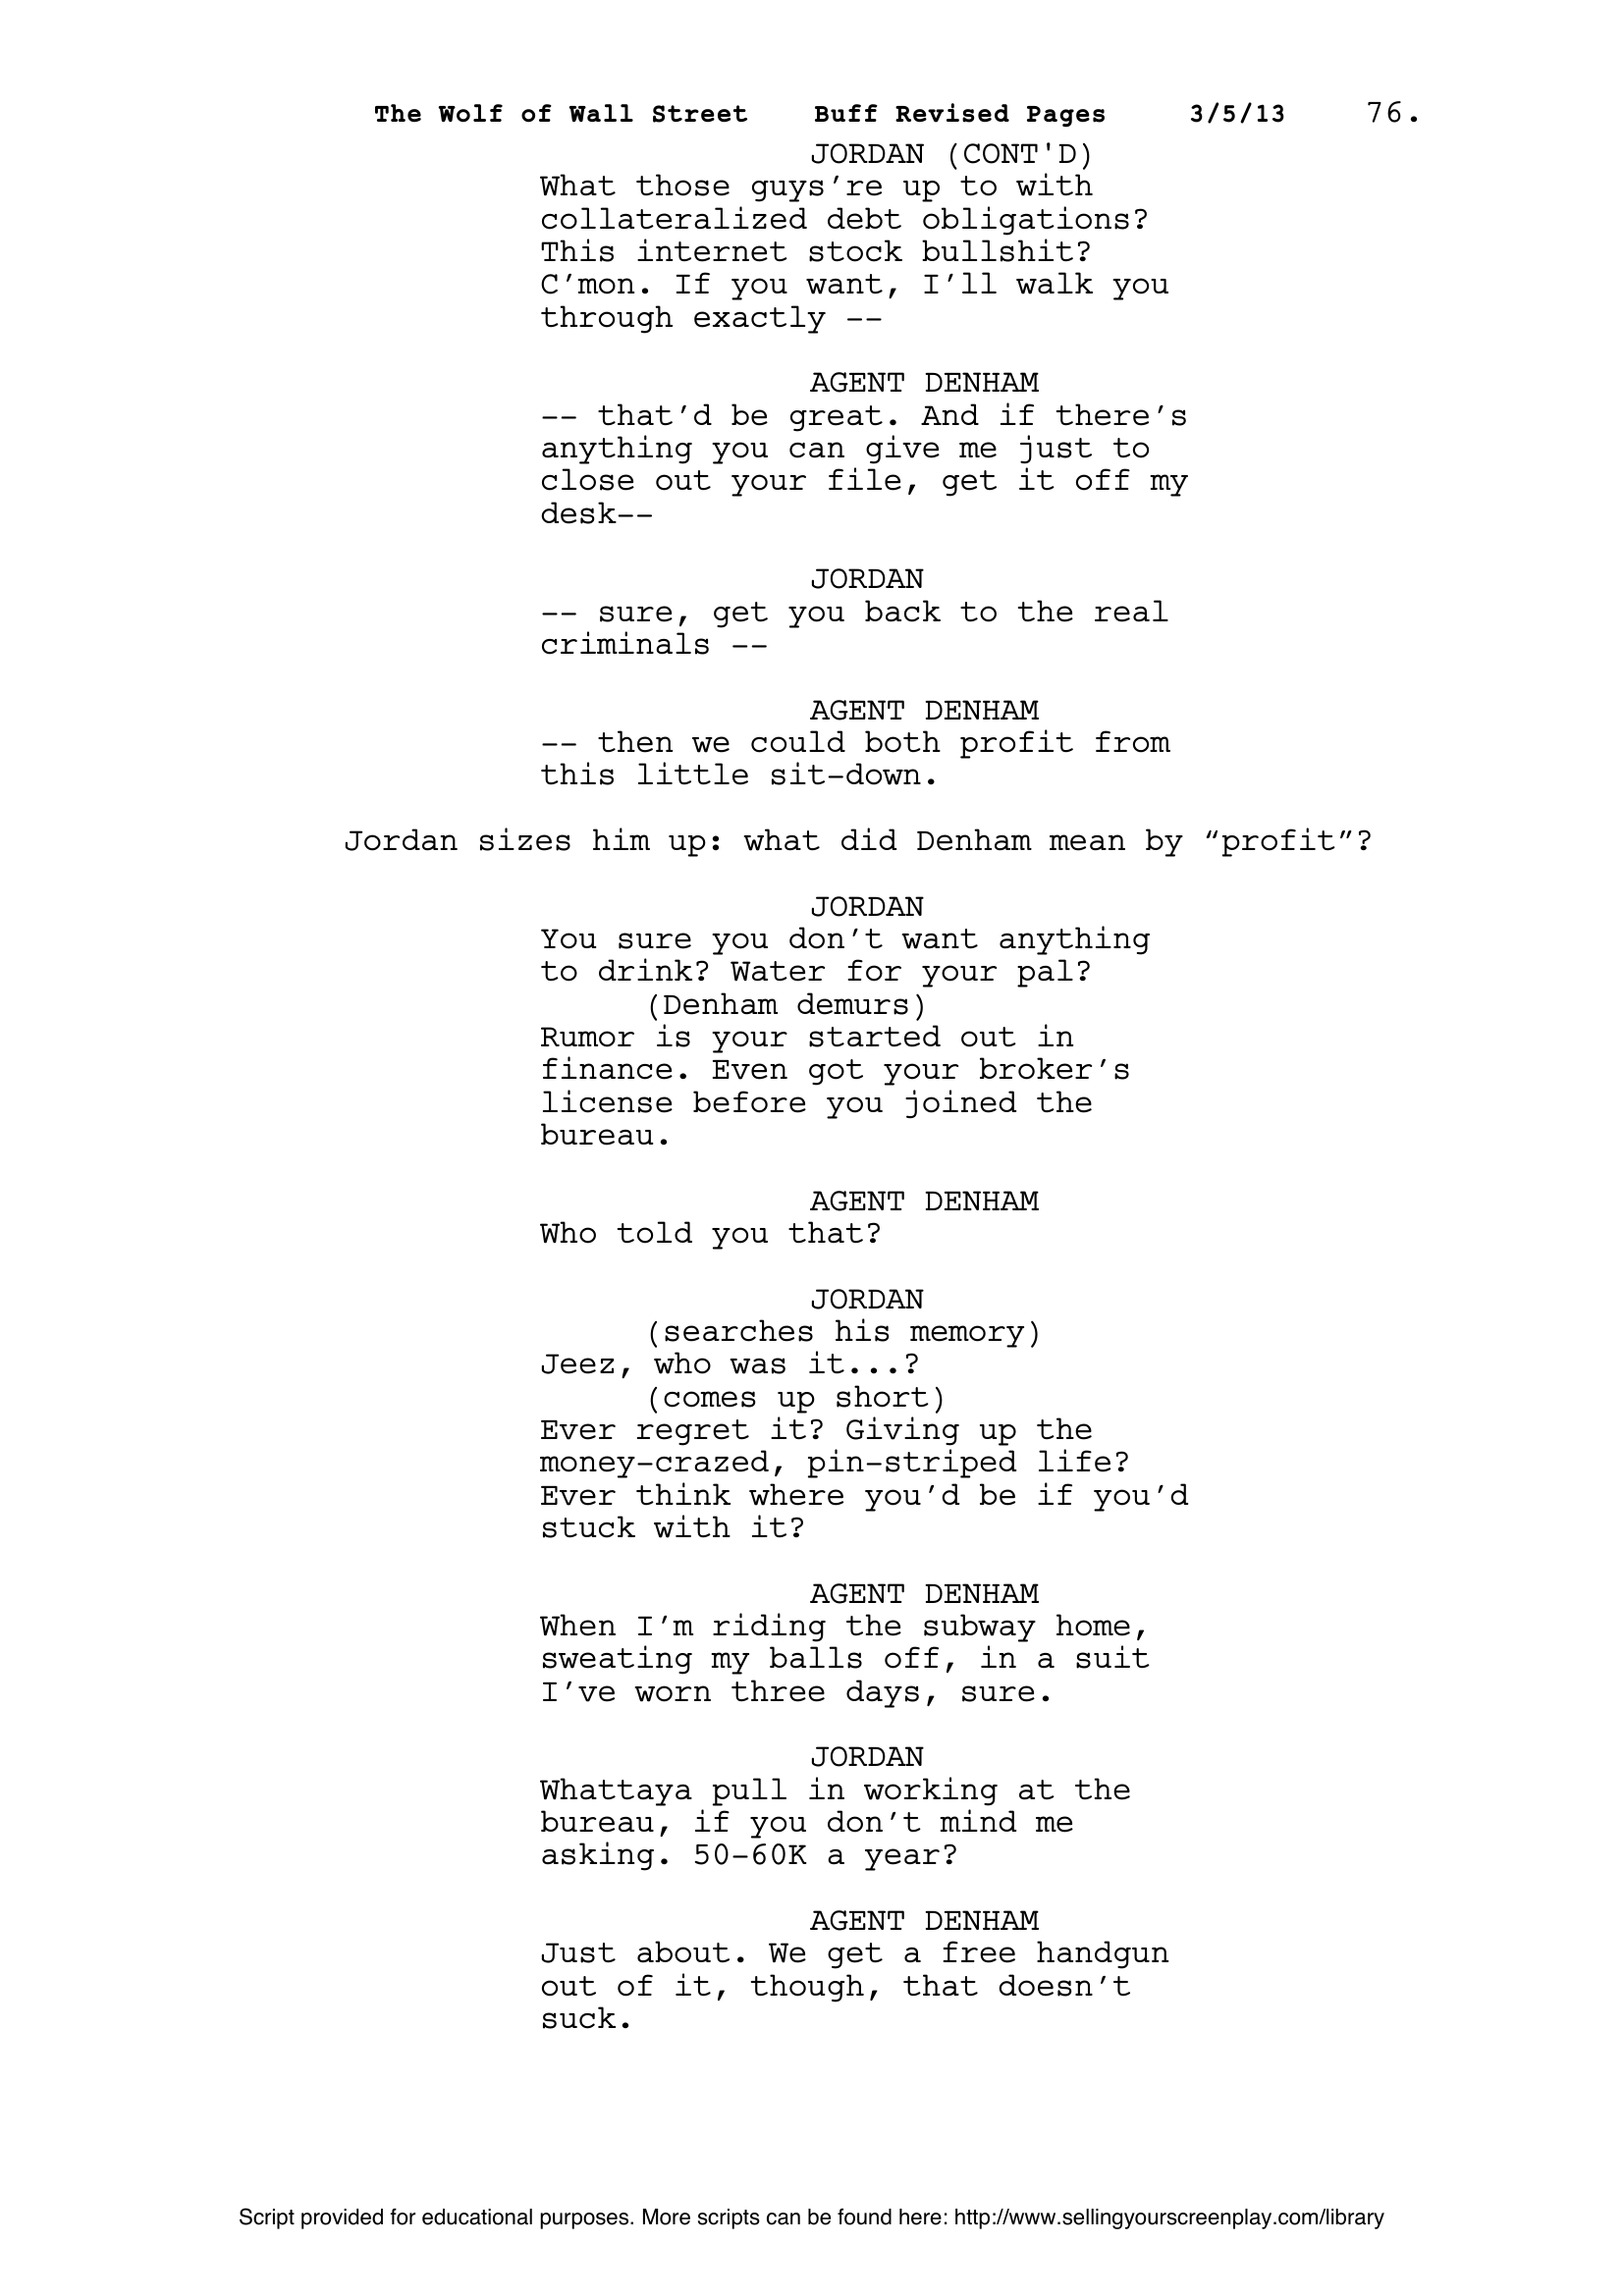 The Wolf of Wall Street Buff Revised Pages 3/5/13 76.
JORDAN (CONT'D)
What those guys’re up to with
collateralized debt obligations?
This internet stock bullshit?
C’mon. If you want, I’ll walk you
through exactly --
AGENT DENHAM
-- that’d be great. And if there’s
anything you can give me just to
close out your file, get it off my
desk--
JORDAN
-- sure, get you back to the real
criminals --
AGENT DENHAM
-- then we could both profit from
this little sit-down.
Jordan sizes him up: what did Denham mean by “profit”?
JORDAN
You sure you don’t want anything
to drink? Water for your pal?
(Denham demurs)
Rumor is your started out in
finance. Even got your broker’s
license before you joined the
bureau.
AGENT DENHAM
Who told you that?
JORDAN
(searches his memory)
Jeez, who was it...?
(comes up short)
Ever regret it? Giving up the
money-crazed, pin-striped life?
Ever think where you’d be if you’d
stuck with it?
AGENT DENHAM
When I’m riding the subway home,
sweating my balls off, in a suit
I’ve worn three days, sure.
JORDAN
Whattaya pull in working at the
bureau, if you don’t mind me
asking. 50-60K a year?
AGENT DENHAM
Just about. We get a free handgun
out of it, though, that doesn’t
suck.
Script provided for educational purposes. More scripts can be found here: http://www.sellingyourscreenplay.com/library